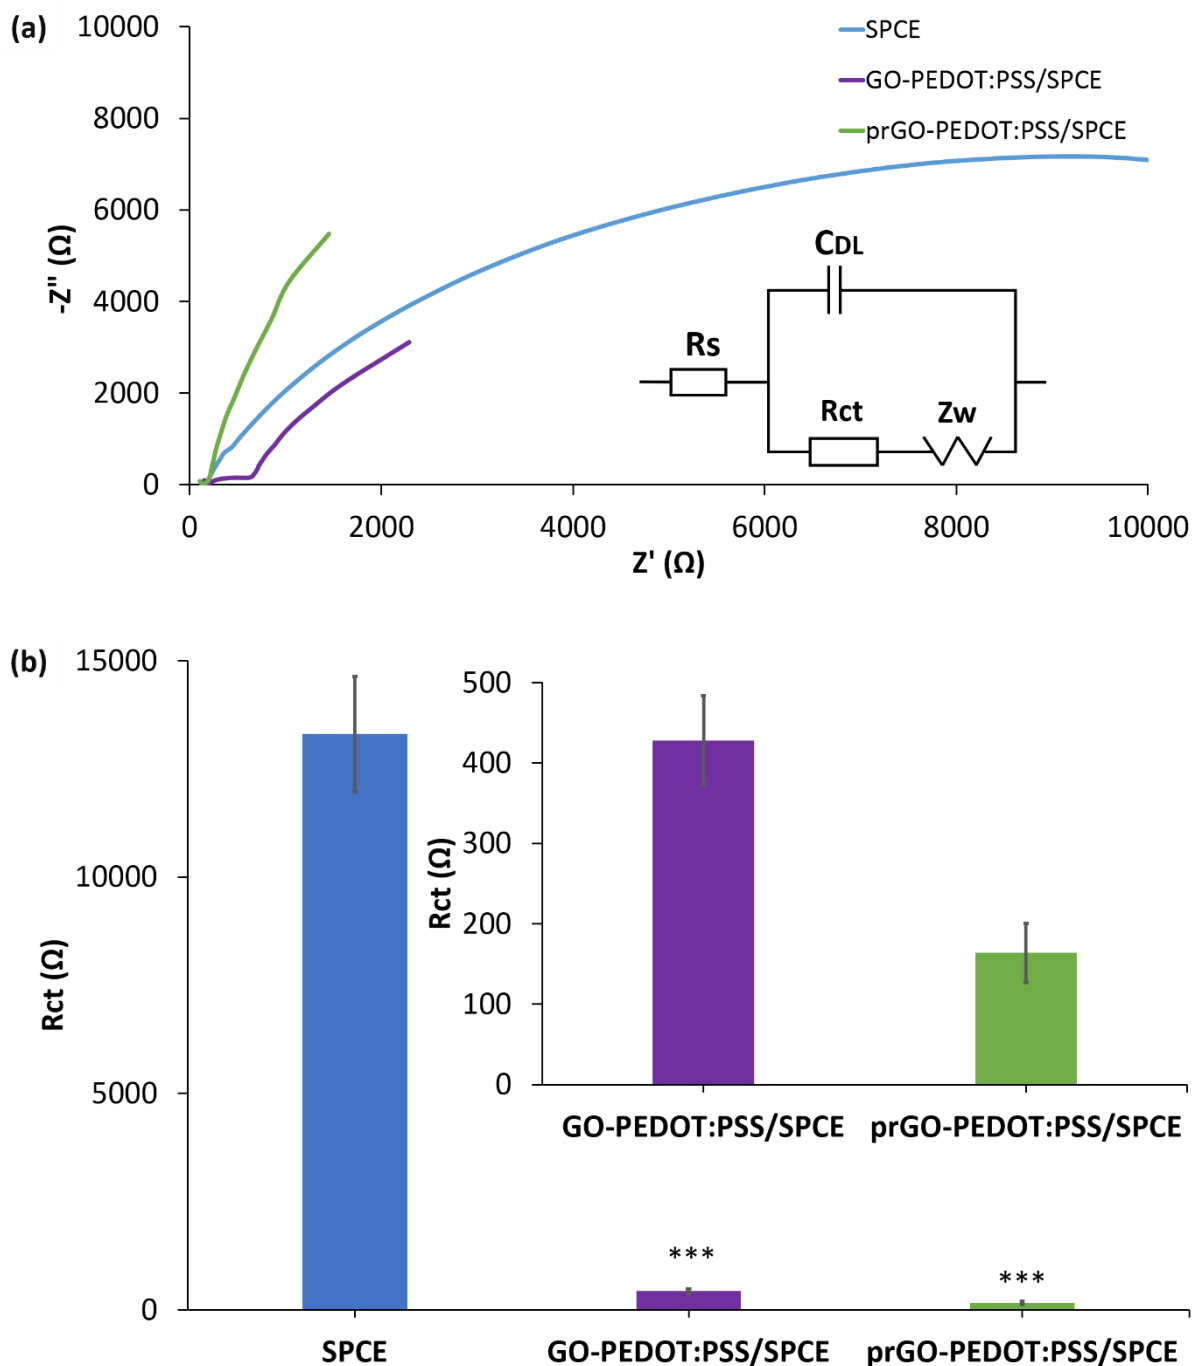 (a)
10000
8000
6000
4000
2000
0
-Z" (Ω)
SPCE
GO-PEDOT:PSS/SPCE
prGO-PEDOT:PSS/SPCE
CDL
Rs
Rct
Zw
0 2000 4000 6000 8000 10000
Z' (Ω)
(b)
15000
10000
5000
0
Rct (Ω)
500
400
300
200
100
0
Rct (Ω)
GO-PEDOT:PSS/SPCE prGO-PEDOT:PSS/SPCE
***
***
SPCE GO-PEDOT:PSS/SPCE prGO-PEDOT:PSS/SPCE